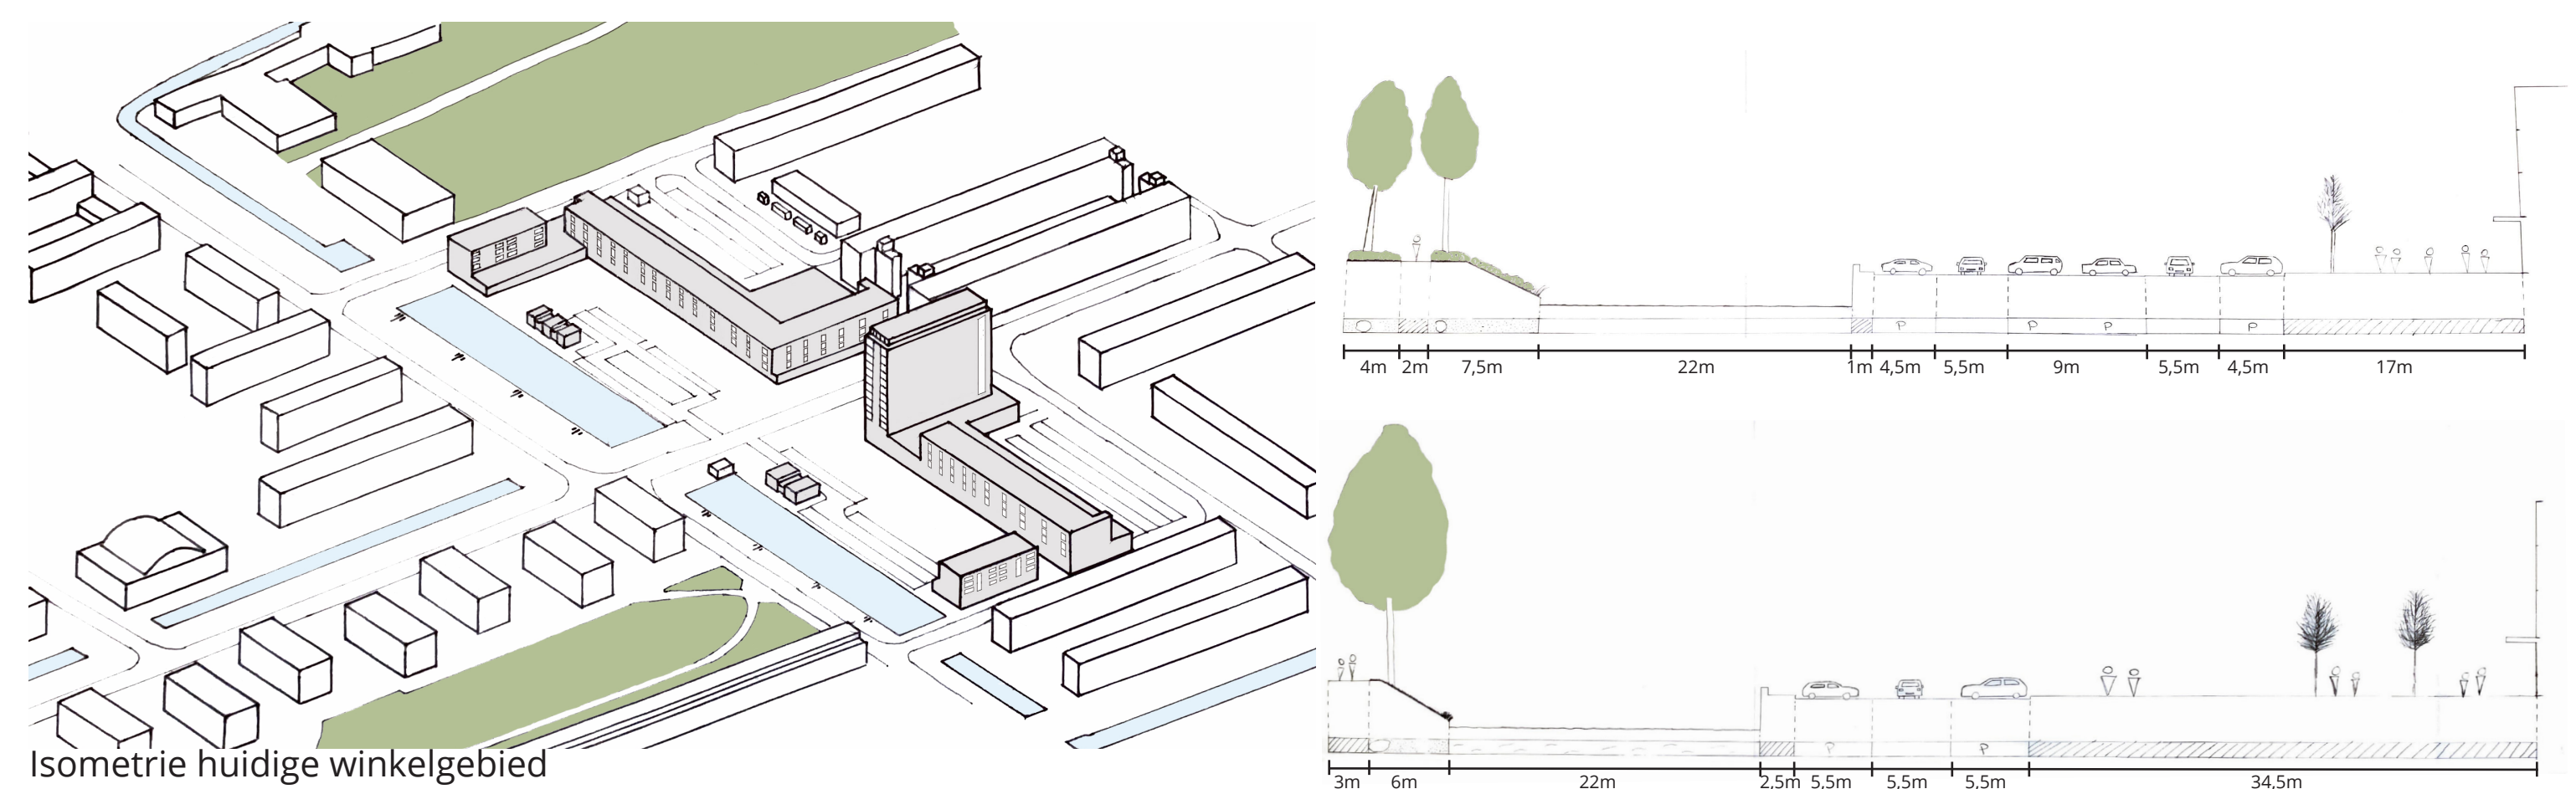 P P P P
4m 2m 7,5m 22m 1m 4,5m 5,5m 9m 5,5m 4,5m 17m
P P
3m 6m 22m 2,5m 5,5m 5,5m 5,5m 34,5m
Isometrie huidige winkelgebied